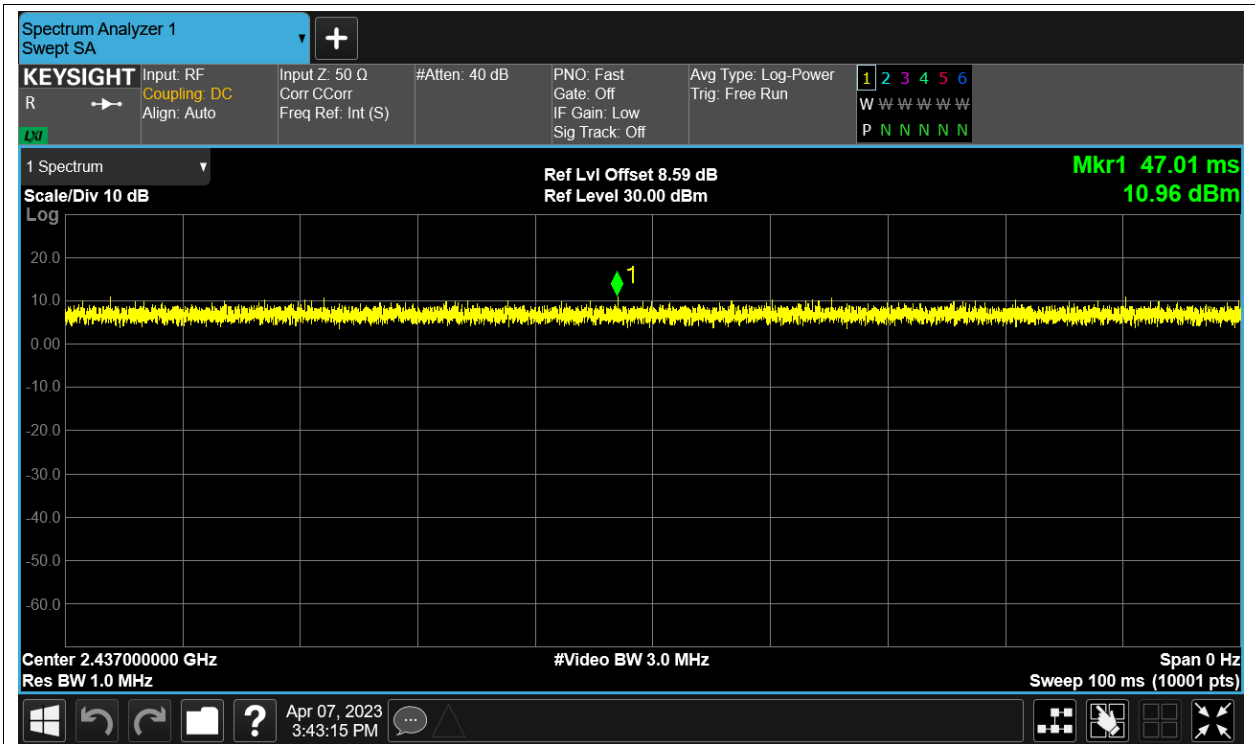 Spectrum Analyzer 1
Swept SA
KEYSIGHT
R
LXI
Input: RF
Coupling: DC
Align: Auto
Input Z: 50 Ω
Corr CCorr
Freq Ref: Int (S)
#Atten: 40 dB
PNO: Fast
Gate: Off
IF Gain: Low
Sig Track: Off
Avg Type: Log-Power
Trig: Free Run
1 2 3 4 5 6
W W W W W W
P N N N N N
1 Spectrum
Scale/Div 10 dB
Ref Lvl Offset 8.59 dB
Ref Level 30.00 dBm
Mkr1 47.01 ms
10.96 dBm
Log
20.0
10.0
0.00
-10.0
-20.0
-30.0
-40.0
-50.0
-60.0
1
Center 2.437000000 GHz
Res BW 1.0 MHz
#Video BW 3.0 MHz
Span 0 Hz
Sweep 100 ms (10001 pts)
?
Apr 07, 2023
3:43:15 PM